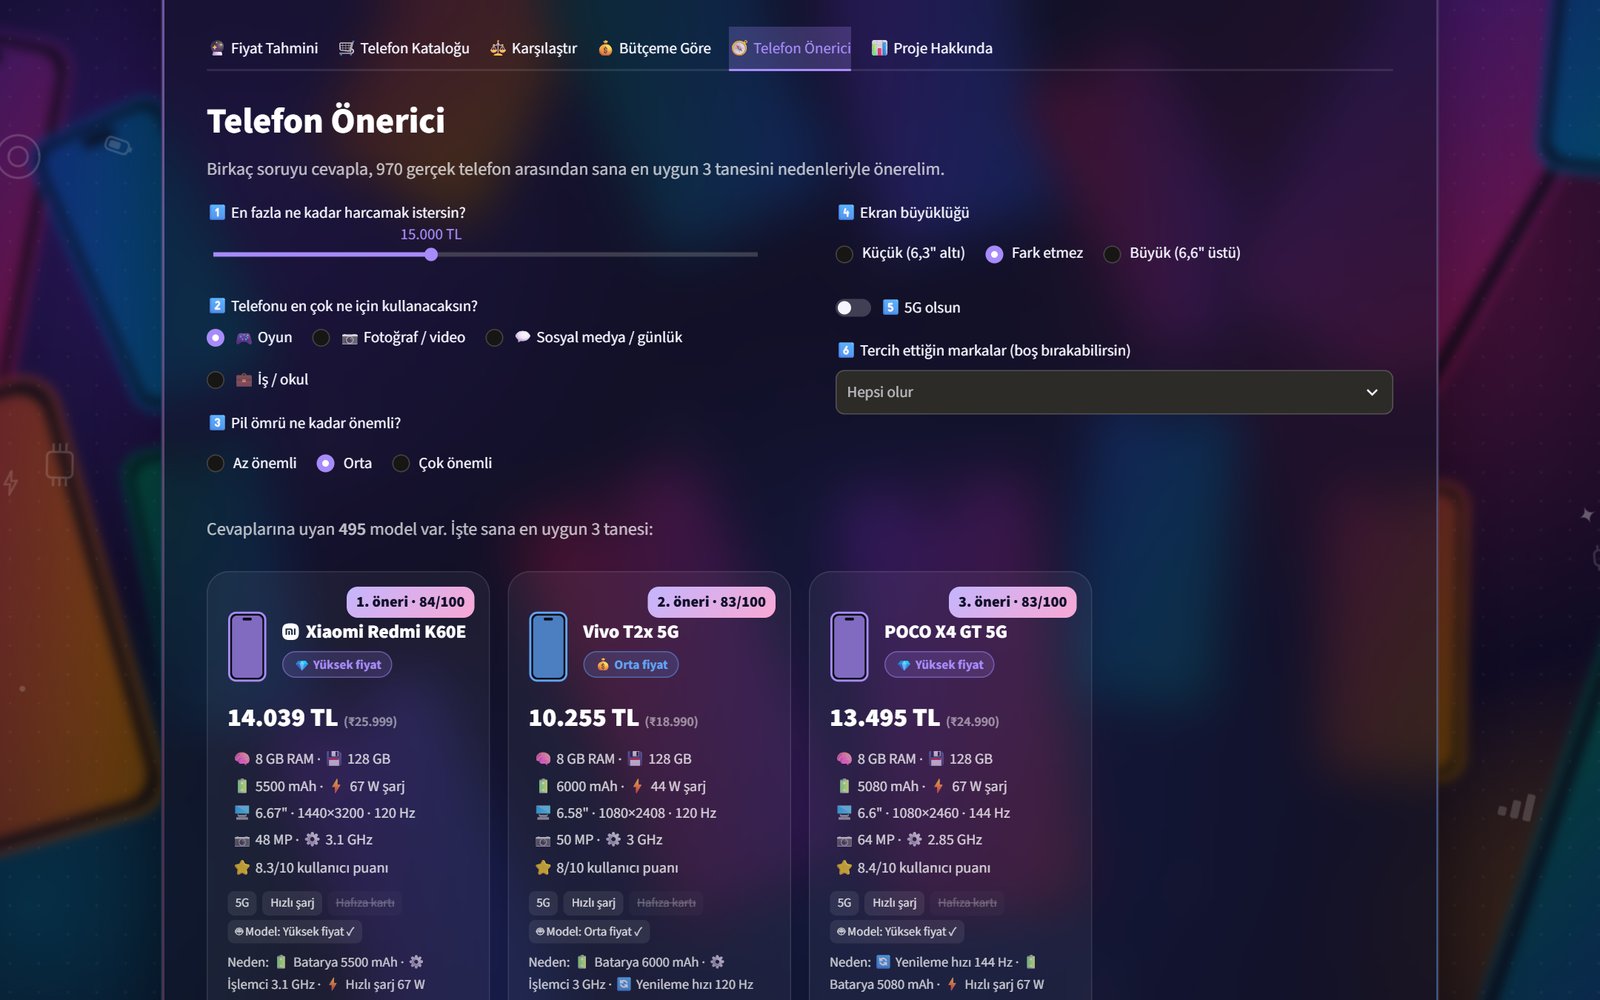 Fiyat Tahmini Telefon Kataloğu Karşılaştır Bütçeme Göre Telefon Önerici Proje Hakkında
Telefon Önerici
Birkaç soruyu cevapla, 970 gerçek telefon arasından sana en uygun 3 tanesini nedenleriyle önerelim.
1 En fazla ne kadar harcamak istersin?
15.000 TL
2 Telefonu en çok ne için kullanacaksın?
Oyun Fotoğraf / video Sosyal medya / günlük
İş / okul
3 Pil ömrü ne kadar önemli?
Az önemli Orta Çok önemli
4 Ekran büyüklüğü
Küçük (6,3" altı) Fark etmez Büyük (6,6" üstü)
5 5G olsun
6 Tercih ettiğin markalar (boş bırakabilirsin)
Hepsi olur
Cevaplarına uyan 495 model var. İşte sana en uygun 3 tanesi:
1. öneri · 84/100
Xiaomi Redmi K60E
Yüksek fiyat
14.039 TL (₹25.999)
8 GB RAM · 128 GB
5500 mAh · 67 W şarj
6.67" · 1440×3200 · 120 Hz
48 MP · 3.1 GHz
8.3/10 kullanıcı puanı
5G Hızlı şarj Hafıza kartı
Model: Yüksek fiyat ✓
Neden: Batarya 5500 mAh ·
İşlemci 3.1 GHz · Hızlı şarj 67 W
2. öneri · 83/100
Vivo T2x 5G
Orta fiyat
10.255 TL (₹18.990)
8 GB RAM · 128 GB
6000 mAh · 44 W şarj
6.58" · 1080×2408 · 120 Hz
50 MP · 3 GHz
8/10 kullanıcı puanı
5G Hızlı şarj Hafıza kartı
Model: Orta fiyat ✓
Neden: Batarya 6000 mAh ·
İşlemci 3 GHz · Yenileme hızı 120 Hz
3. öneri · 83/100
POCO X4 GT 5G
Yüksek fiyat
13.495 TL (₹24.990)
8 GB RAM · 128 GB
5080 mAh · 67 W şarj
6.6" · 1080×2460 · 144 Hz
64 MP · 2.85 GHz
8.4/10 kullanıcı puanı
5G Hızlı şarj Hafıza kartı
Model: Yüksek fiyat ✓
Neden: Yenileme hızı 144 Hz ·
Batarya 5080 mAh · Hızlı şarj 67 W